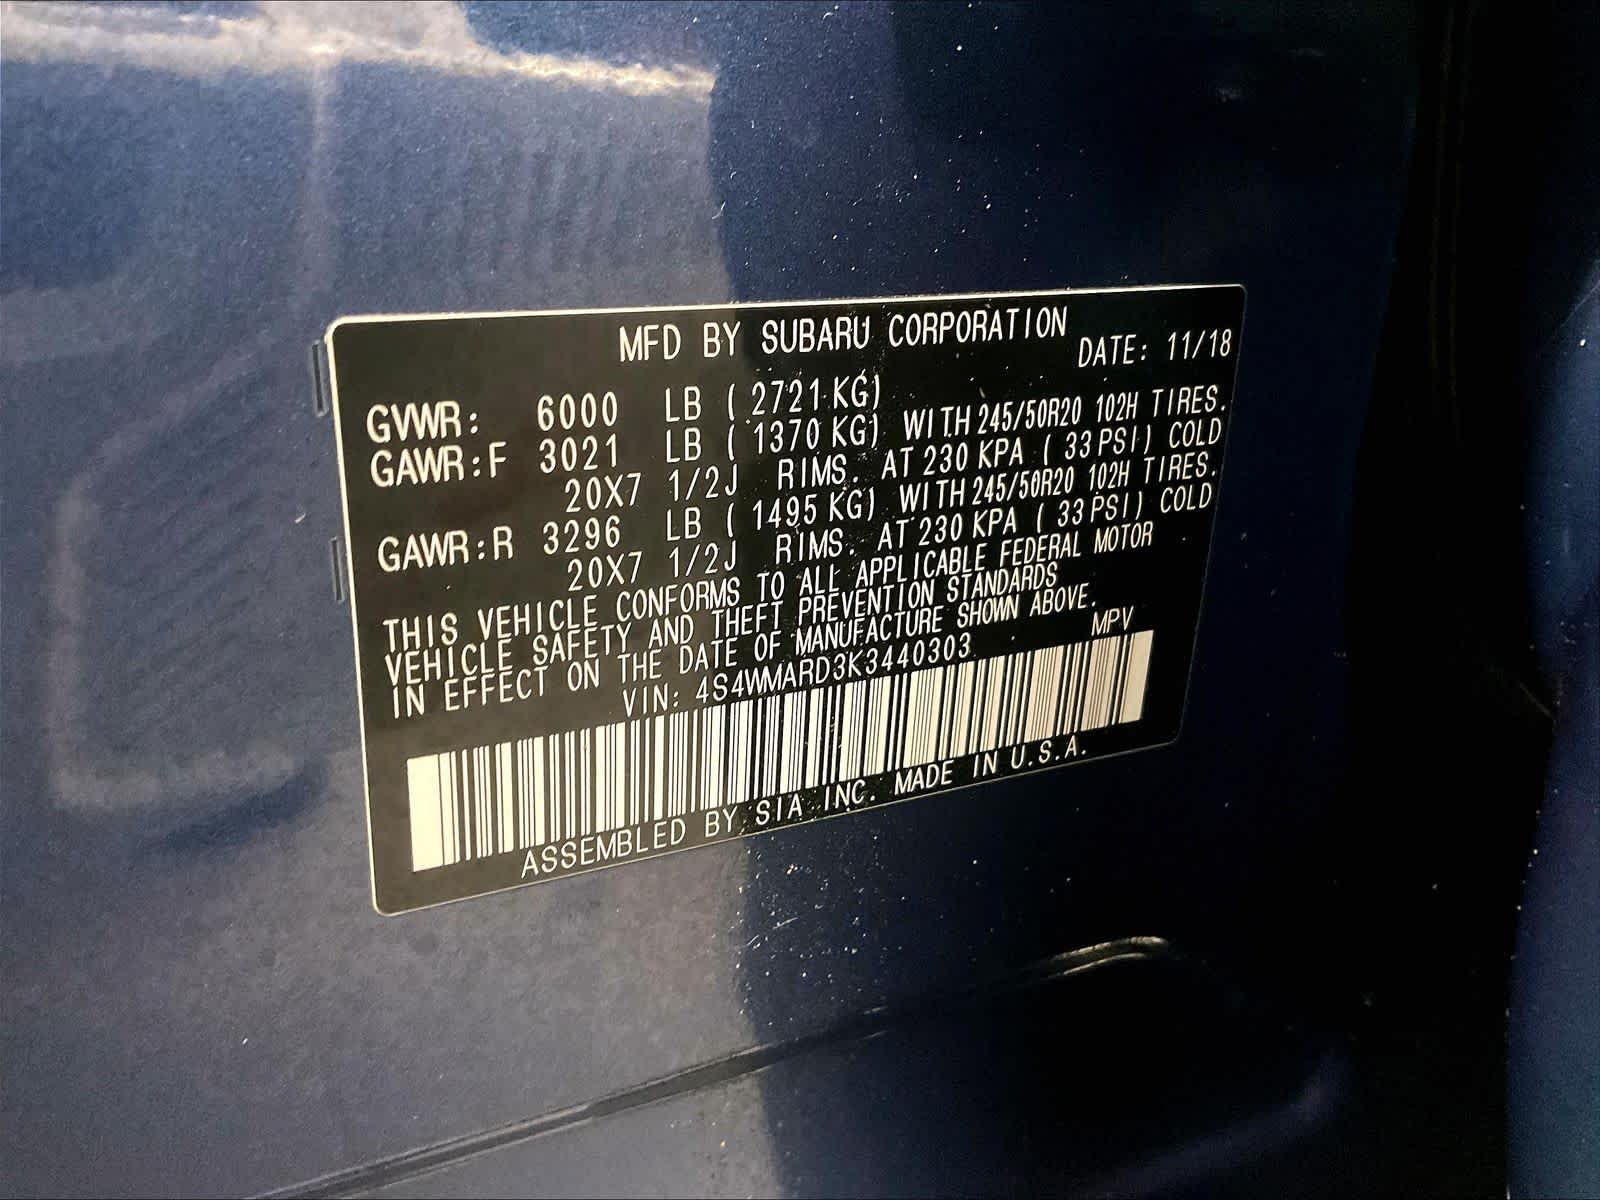 MFD BY SUBARU CORPORATION
DATE: 11/18
GVWR: 6000 LB ( 2721 KG)
GAWR:F 3021 LB ( 1370 KG) WITH 245/50R20 102H TIRES.
20X7 1/2J RIMS. AT 230 KPA ( 33 PSI) COLD
GAWR:R 3296 LB ( 1495 KG) WITH 245/50R20 102H TIRES.
20X7 1/2J RIMS. AT 230 KPA ( 33 PSI) COLD
THIS VEHICLE CONFORMS TO ALL APPLICABLE FEDERAL MOTOR
VEHICLE SAFETY AND THEFT PREVENTION STANDARDS
IN EFFECT ON THE DATE OF MANUFACTURE SHOWN ABOVE.
VIN: 4S4WMARD3K3440303 MPV
ASSEMBLED BY SIA INC. MADE IN U.S.A.